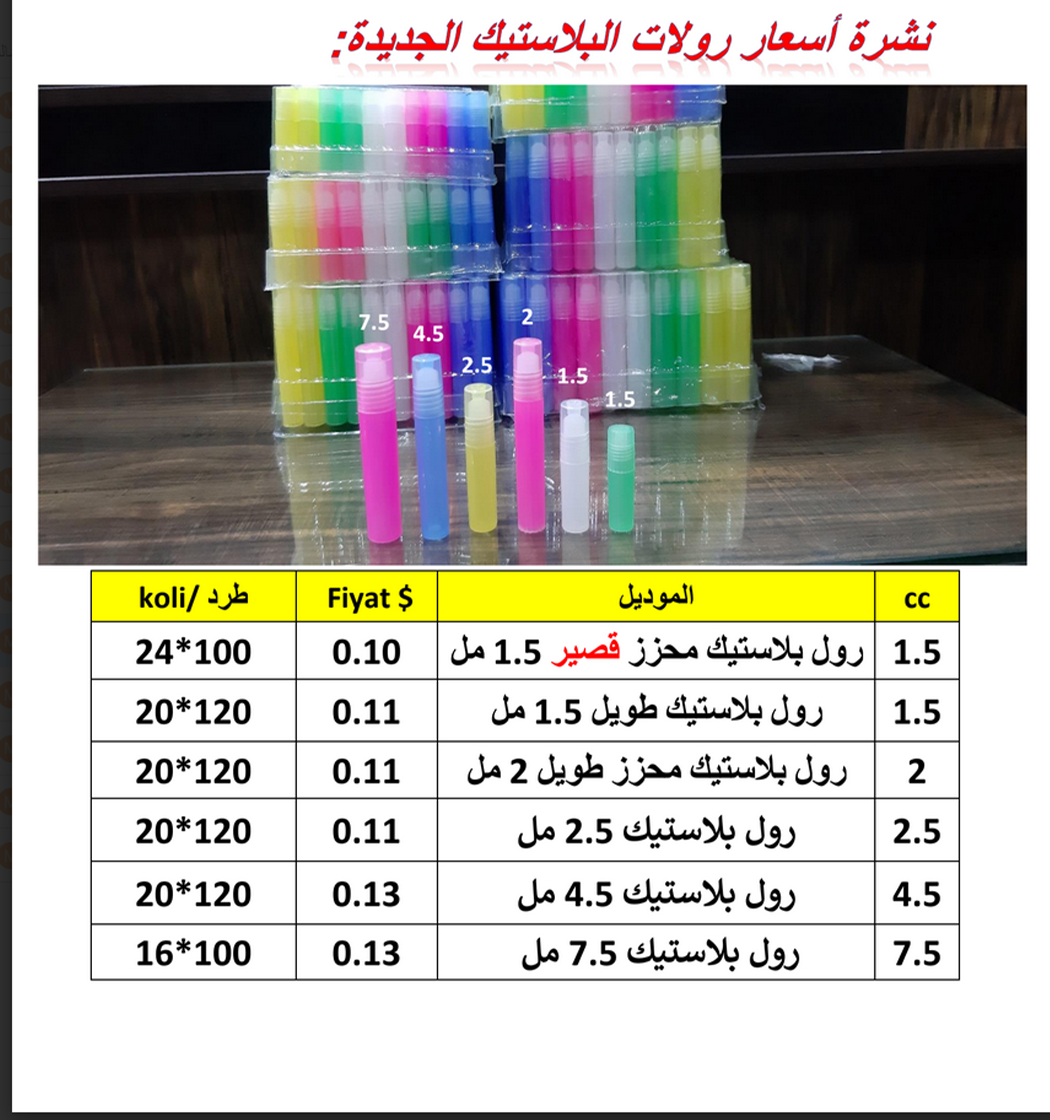 نشرة أسعار رولات البلاستيك الجديدة:
7.5
4.5
2.5
2
1.5
1.5
cc الموديل Fiyat $ koli/ طرد
1.5 رول بلاستيك محزز قصير 1.5 مل 0.10 24*100
1.5 رول بلاستيك طويل 1.5 مل 0.11 20*120
2 رول بلاستيك محزز طويل 2 مل 0.11 20*120
2.5 رول بلاستيك 2.5 مل 0.11 20*120
4.5 رول بلاستيك 4.5 مل 0.13 20*120
7.5 رول بلاستيك 7.5 مل 0.13 16*100